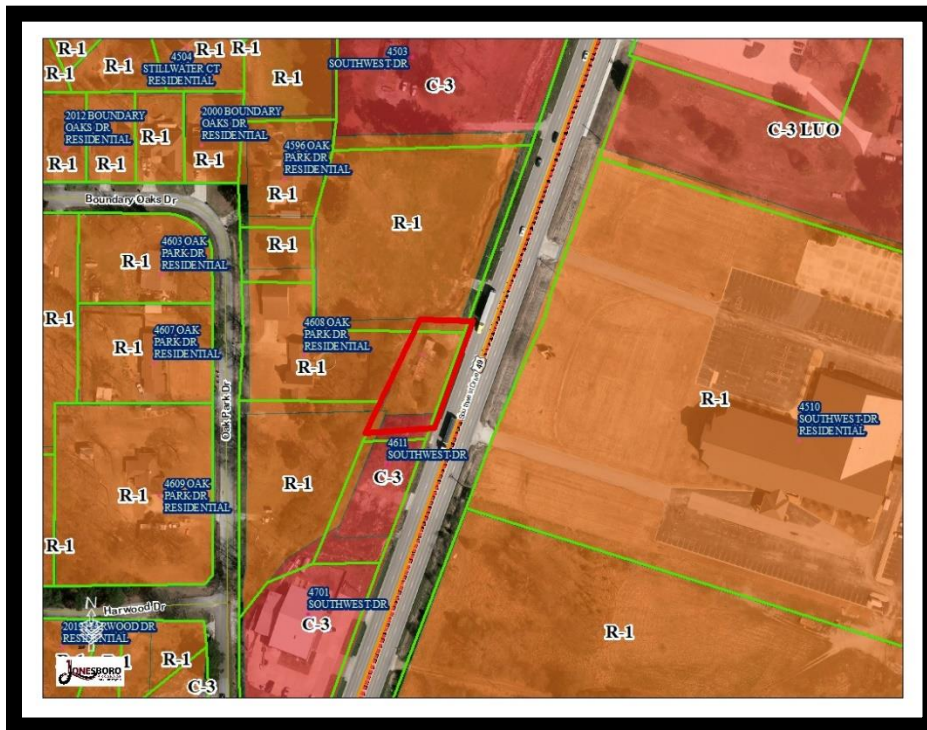 R-1
R-1
R-1
4504
STILLWATER CT
RESIDENTIAL
R-1
R-1
R-1
4503
SOUTHWEST DR
C-3
C-3 LUO
2012 BOUNDARY
OAKS DR
RESIDENTIAL
R-1
2000 BOUNDARY
OAKS DR
RESIDENTIAL
R-1
R-1
R-1
4596 OAK
PARK DR
RESIDENTIAL
R-1
R-1
Boundary Oaks Dr
4603 OAK
PARK DR
RESIDENTIAL
R-1
R-1
R-1
4607 OAK
PARK DR
RESIDENTIAL
R-1
4608 OAK
PARK DR
RESIDENTIAL
R-1
Southwest Drive
49
R-1
4510
SOUTHWEST DR
RESIDENTIAL
Oak Park Dr
4611
SOUTHWEST DR
C-3
R-1
4609 OAK
PARK DR
RESIDENTIAL
R-1
R-1
4701
SOUTHWEST DR
C-3
R-1
Harwood Dr
N
HARWOOD DR
RESIDENTIAL
R-1
R-1
C-3
JONESBORO